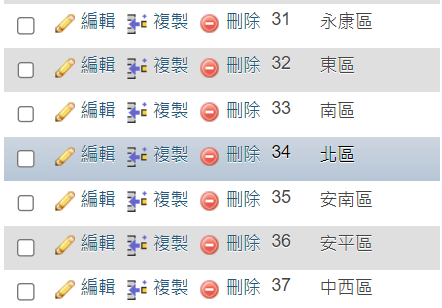 編輯 複製 刪除 31 永康區
編輯 複製 刪除 32 東區
編輯 複製 刪除 33 南區
編輯 複製 刪除 34 北區
編輯 複製 刪除 35 安南區
編輯 複製 刪除 36 安平區
編輯 複製 刪除 37 中西區